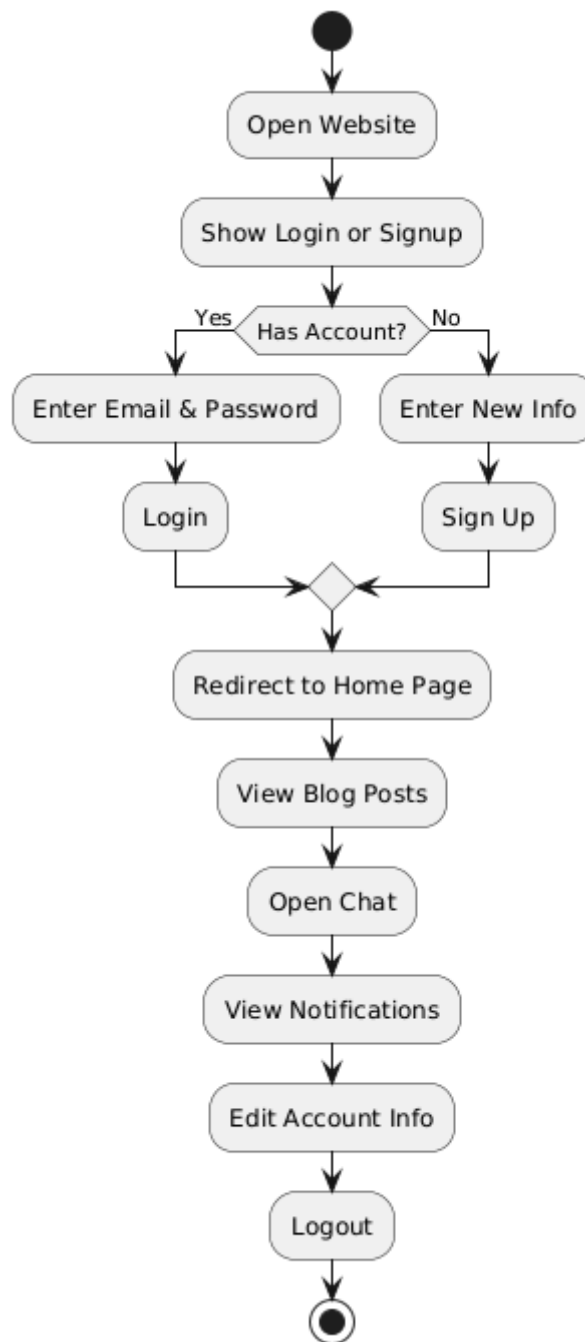 Open Website
Show Login or Signup
Yes
Has Account?
No
Enter Email & Password
Enter New Info
Login
Sign Up
Redirect to Home Page
View Blog Posts
Open Chat
View Notifications
Edit Account Info
Logout